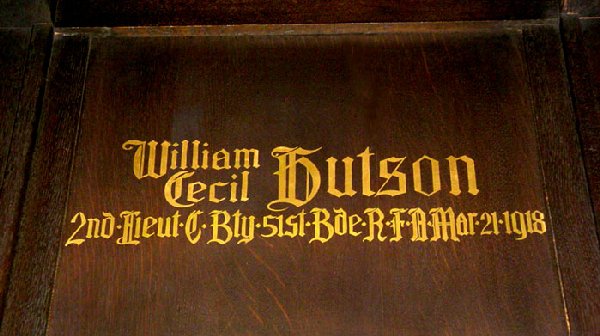 William Cecil Hutson
2nd·Lieut·C·Bty·51st·Bde·R·F·A·Mar·21·1918